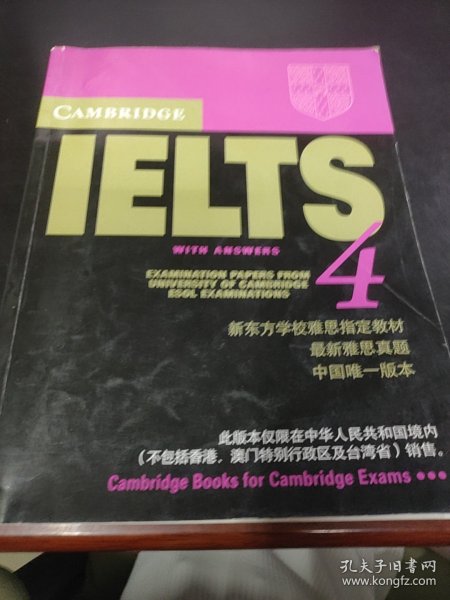 CAMBRIDGE
IELTS
WITH ANSWERS
4
EXAMINATION PAPERS FROM
UNIVERSITY OF CAMBRIDGE
ESOL EXAMINATIONS
新东方学校雅思指定教材
最新雅思真题
中国唯一版本
此版本仅限在中华人民共和国境内
（不包括香港，澳门特别行政区及台湾省）销售。
Cambridge Books for Cambridge Exams •••
孔夫子旧书网
www.kongfz.com